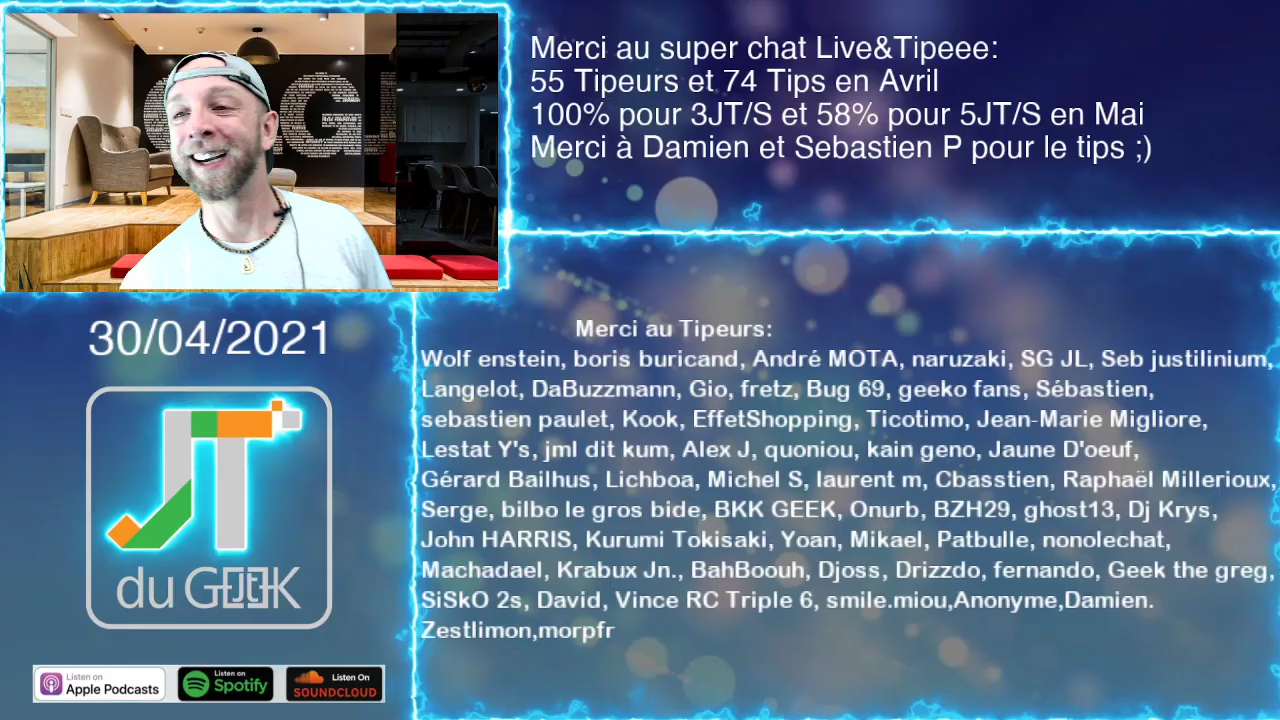 Merci au super chat Live&Tipeee:
55 Tipeurs et 74 Tips en Avril
100% pour 3JT/S et 58% pour 5JT/S en Mai
Merci à Damien et Sebastien P pour le tips ;)
30/04/2021
JT
du GEEK
Jt
Listen on
Apple Podcasts
Listen on
Spotify
Listen On
SOUNDCLOUD
Merci au Tipeurs:
Wolf enstein, boris buricand, André MOTA, naruzaki, SG JL, Seb justilinium,
Langelot, DaBuzzmann, Gio, fretz, Bug 69, geeko fans, Sébastien,
sebastien paulet, Kook, EffetShopping, Ticotimo, Jean-Marie Migliore,
Lestat Y's, jml dit kum, Alex J, quoniou, kain geno, Jaune D'oeuf,
Gérard Bailhus, Lichboa, Michel S, laurent m, Cbasstien, Raphaël Millerioux,
Serge, bilbo le gros bide, BKK GEEK, Onurb, BZH29, ghost13, Dj Krys,
John HARRIS, Kurumi Tokisaki, Yoan, Mikael, Patbulle, nonolechat,
Machadael, Krabux Jn., BahBoouh, Djoss, Drizzdo, fernando, Geek the greg,
SiSkO 2s, David, Vince RC Triple 6, smile.miou,Anonyme,Damien.
Zestlimon,morpfr